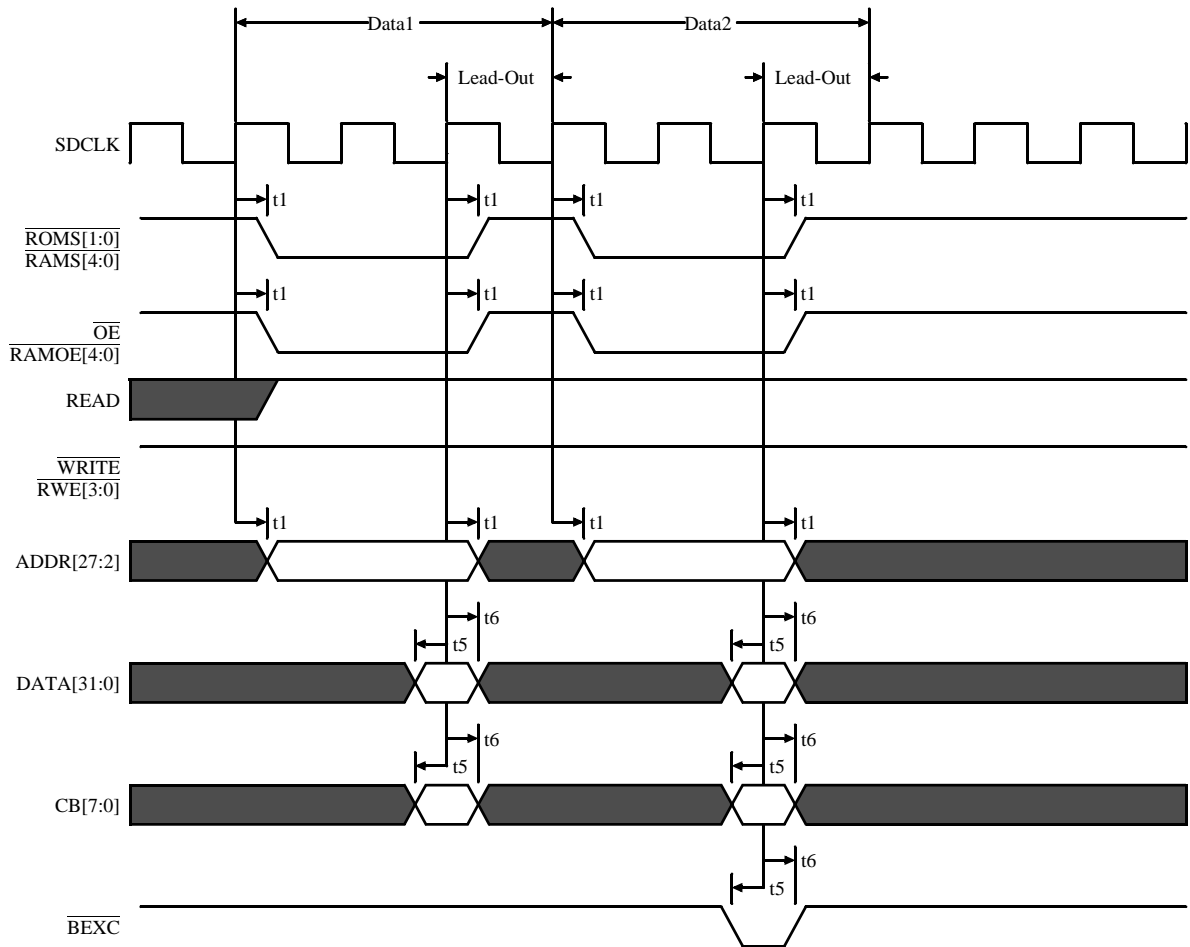 Data1 Data2
Lead-Out Lead-Out
SDCLK
t1 t1 t1 t1
ROMS[1:0]
RAMS[4:0]
t1 t1 t1 t1
OE
RAMOE[4:0]
READ
WRITE
RWE[3:0]
t1 t1 t1 t1
ADDR[27:2]
t6 t6
t5 t5
DATA[31:0]
t6 t6
t5 t5
CB[7:0]
t6
t5
BEXC